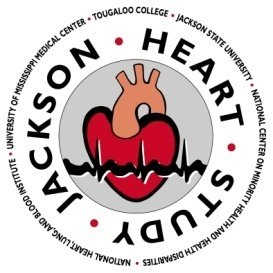 JACKSON • HEART • STUDY •
UNIVERSITY OF MISSISSIPPI MEDICAL CENTER • TOUGALOO COLLEGE • JACKSON STATE UNIVERSITY • NATIONAL CENTER ON MINORITY HEALTH AND HEALTH DISPARITIES • NATIONAL HEART, LUNG, AND BLOOD INSTITUTE •